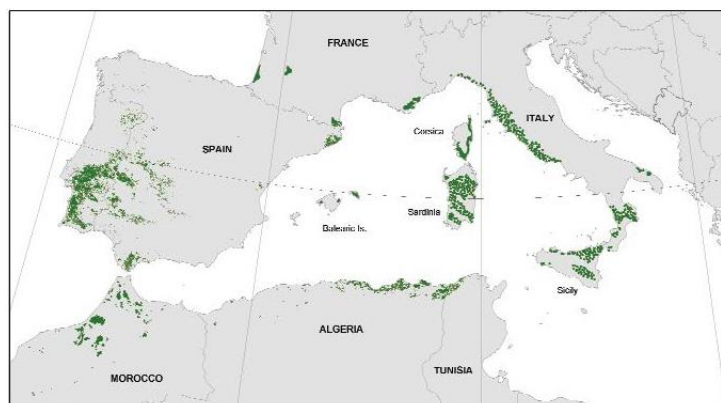 FRANCE
ITALY
Corsica
SPAIN
Sardinia
Balearic Is.
Sicily
ALGERIA
MOROCCO
TUNISIA